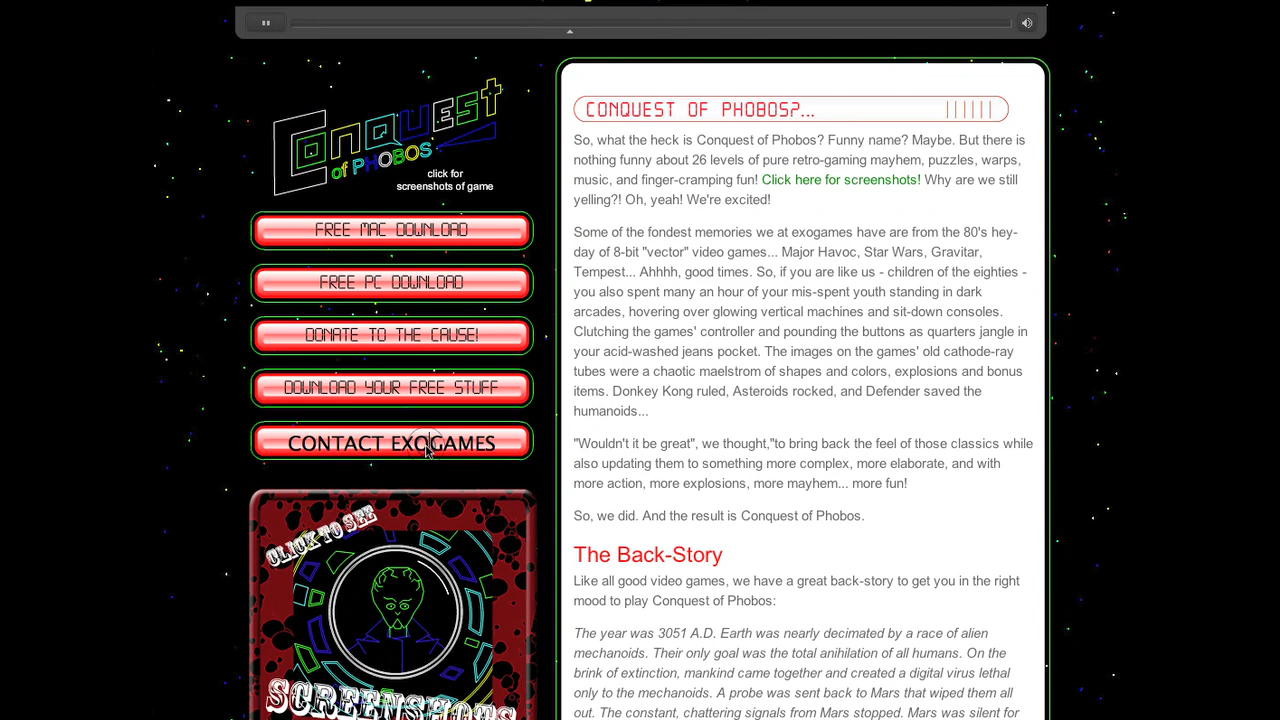 Conquest
of PHOBOS
click for
screenshots of game
FREE MAC DOWNLOAD
FREE PC DOWNLOAD
DONATE TO THE CAUSE!
DOWNLOAD YOUR FREE STUFF
CONTACT EXOGAMES
CLICK TO SEE
SCREENSHOTS
CONQUEST OF PHOBOS?...
So, what the heck is Conquest of Phobos? Funny name? Maybe. But there is
nothing funny about 26 levels of pure retro-gaming mayhem, puzzles, warps,
music, and finger-cramping fun! Click here for screenshots! Why are we still
yelling?! Oh, yeah! We're excited!
Some of the fondest memories we at exogames have are from the 80's hey-
day of 8-bit "vector" video games... Major Havoc, Star Wars, Gravitar,
Tempest... Ahhhh, good times. So, if you are like us - children of the eighties -
you also spent many an hour of your mis-spent youth standing in dark
arcades, hovering over glowing vertical machines and sit-down consoles.
Clutching the games' controller and pounding the buttons as quarters jangle in
your acid-washed jeans pocket. The images on the games' old cathode-ray
tubes were a chaotic maelstrom of shapes and colors, explosions and bonus
items. Donkey Kong ruled, Asteroids rocked, and Defender saved the
humanoids...
"Wouldn't it be great", we thought,"to bring back the feel of those classics while
also updating them to something more complex, more elaborate, and with
more action, more explosions, more mayhem... more fun!
So, we did. And the result is Conquest of Phobos.
The Back-Story
Like all good video games, we have a great back-story to get you in the right
mood to play Conquest of Phobos:
The year was 3051 A.D. Earth was nearly decimated by a race of alien
mechanoids. Their only goal was the total anihilation of all humans. On the
brink of extinction, mankind came together and created a digital virus lethal
only to the mechanoids. A probe was sent back to Mars that wiped them all
out. The constant, chattering signals from Mars stopped. Mars was silent for